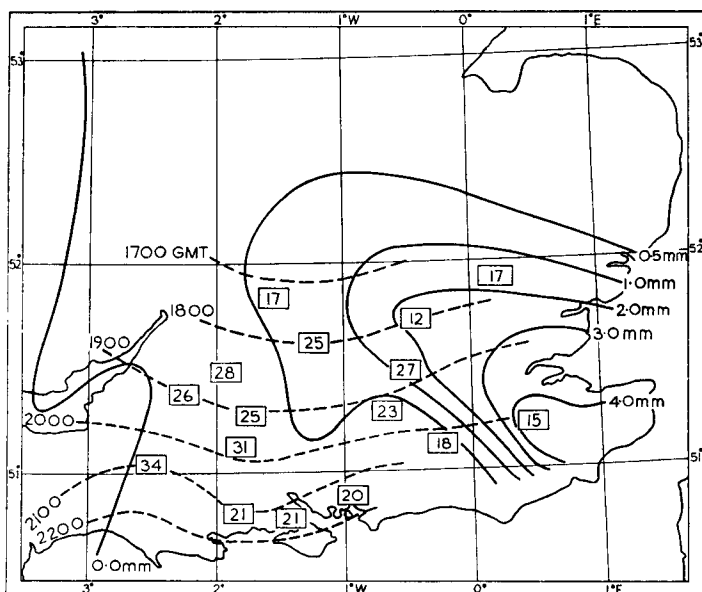 3° 2° 1°W 0° 1°E
53° 53°
52° 1700 GMT 52°
0.5mm
17 17
1.0mm
1800 12 2.0mm
3.0mm
1900 25
28 27
26 4.0mm
25 23 15
2000 31 18
51° 34 51°
2100 20
21 21
2200
0.0mm
3° 2° 1°W 0° 1°E